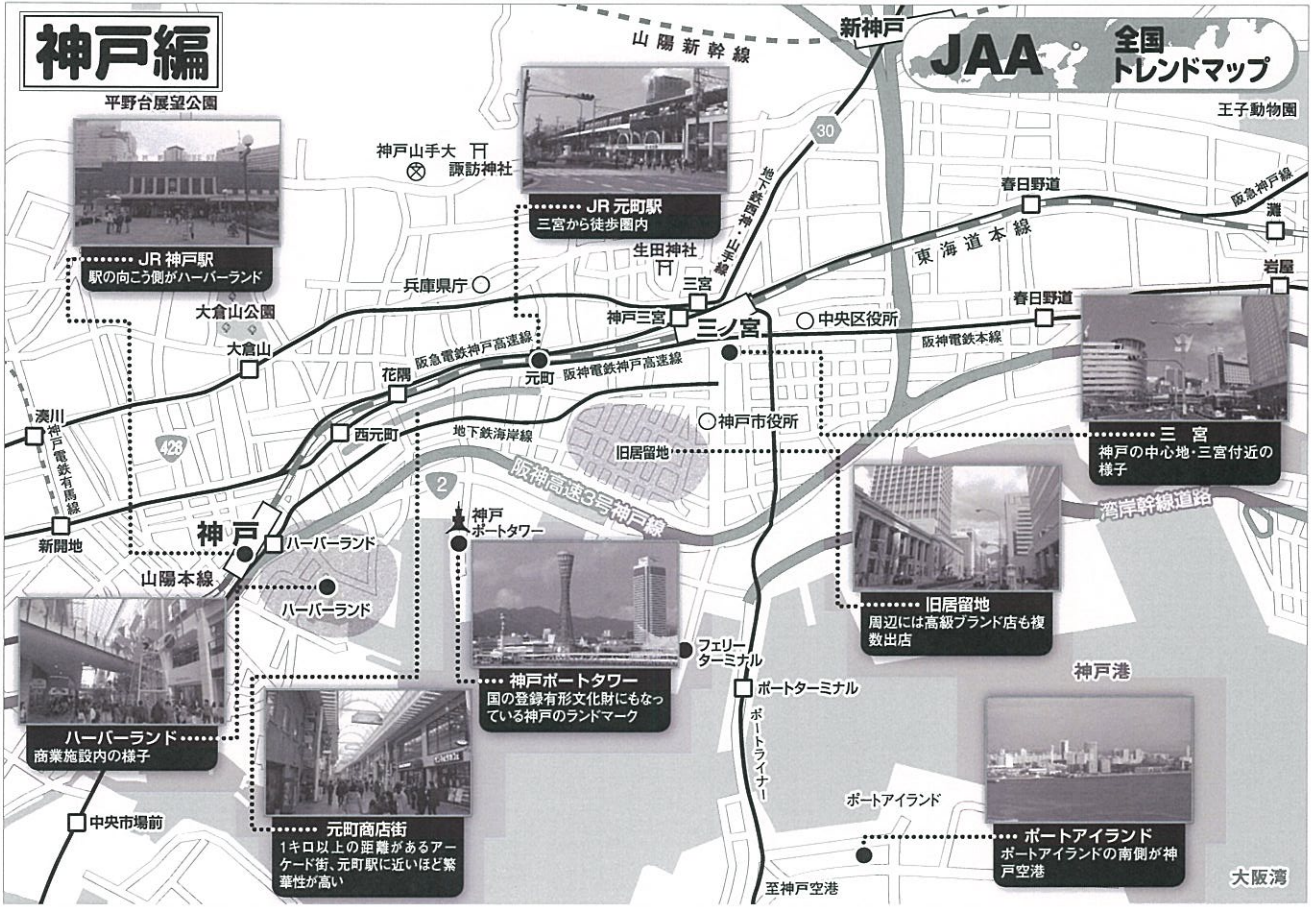 神戸編
JAA
全国
トレンドマップ
新神戸
山陽新幹線
王子動物園
平野台展望公園
神戸山手大
諏訪神社
30
地下鉄西神・山手線
春日野道
阪急神戸線
灘
JR 元町駅
三宮から徒歩圏内
東海道本線
生田神社
JR 神戸駅
駅の向こう側がハーバーランド
兵庫県庁
三宮
岩屋
大倉山公園
神戸三宮
三ノ宮
中央区役所
春日野道
阪神電鉄本線
大倉山
阪急電鉄神戸高速線
元町
阪神電鉄神戸高速線
花隈
湊川
神戸電鉄有馬線
428
西元町
地下鉄海岸線
旧居留地
神戸市役所
三 宮
神戸の中心地・三宮付近の
様子
2
阪神高速3号神戸線
湾岸幹線道路
新開地
神戸
ハーバーランド
神戸
ポートタワー
山陽本線
ハーバーランド
旧居留地
周辺には高級ブランド店も複
数出店
フェリー
ターミナル
神戸港
神戸ポートタワー
国の登録有形文化財にもなっ
ている神戸のランドマーク
ポートターミナル
ポートライナー
ハーバーランド
商業施設内の様子
中央市場前
元町商店街
1キロ以上の距離があるアー
ケード街、元町駅に近いほど繁
華性が高い
ポートアイランド
ポートアイランド
ポートアイランドの南側が神
戸空港
至神戸空港
大阪湾